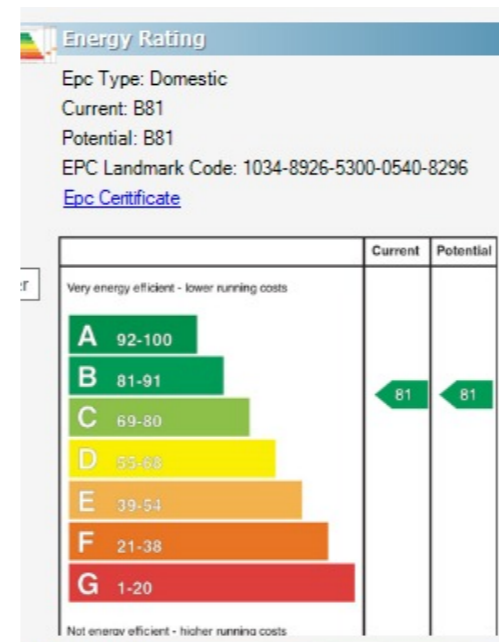 Energy Rating
Epc Type: Domestic
Current: B81
Potential: B81
EPC Landmark Code: 1034-8926-5300-0540-8296
Epc Ceritificate
Current Potential
Very energy efficient - lower running costs
A 92-100
B 81-91
81 81
C 69-80
D 55-68
E 39-54
F 21-38
G 1-20
Not energy efficient - higher running costs